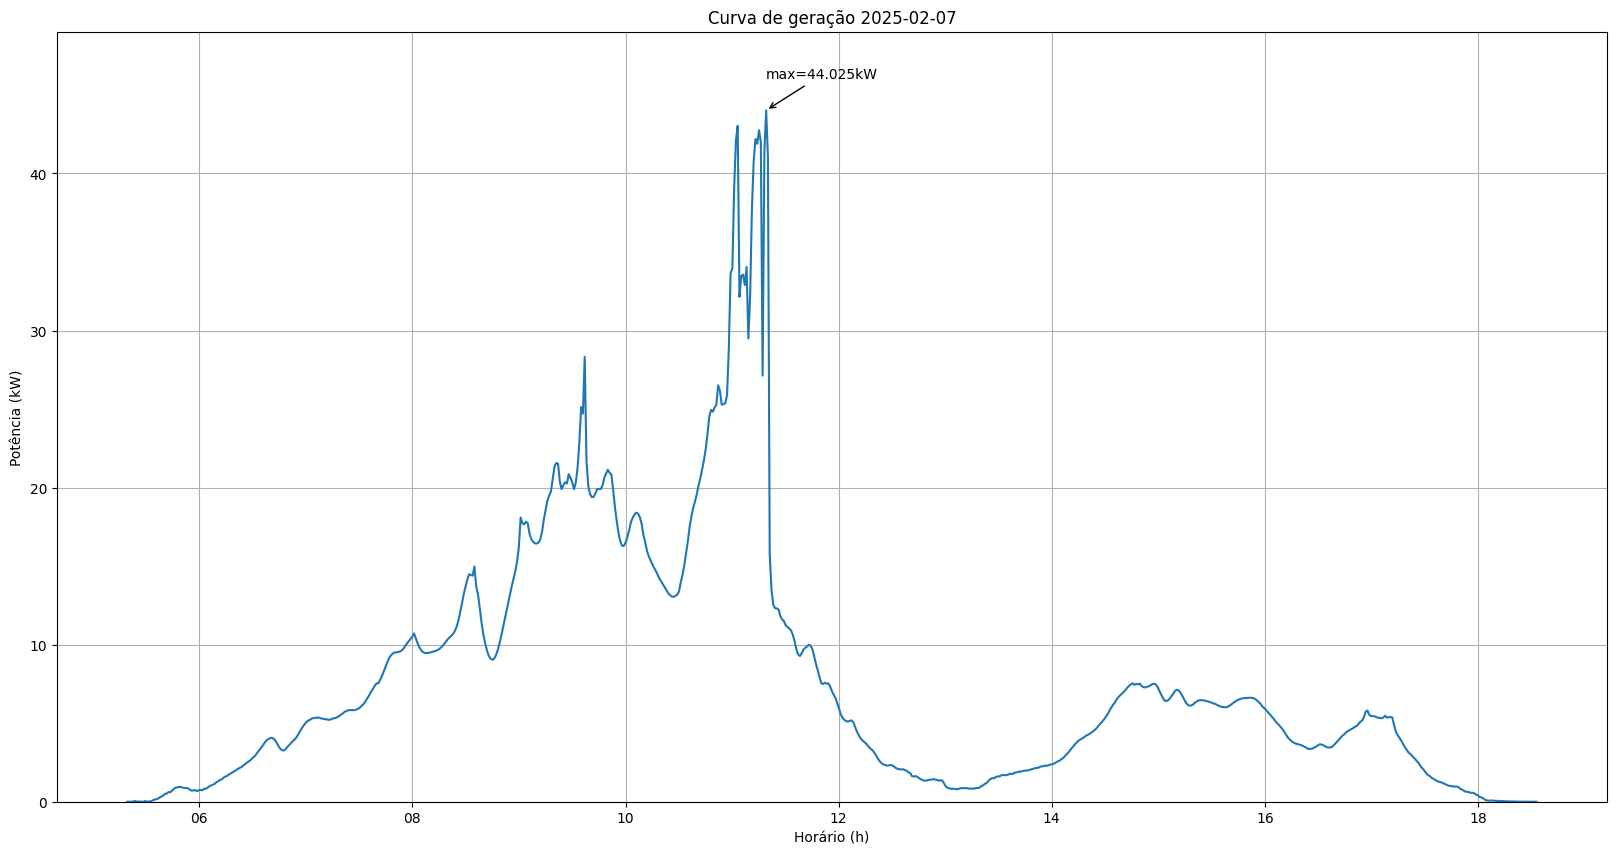 Curva de geração 2025-02-07
max=44.025kW
Potência (kW)
40
30
20
10
0
06 08 10 12 14 16 18
Horário (h)